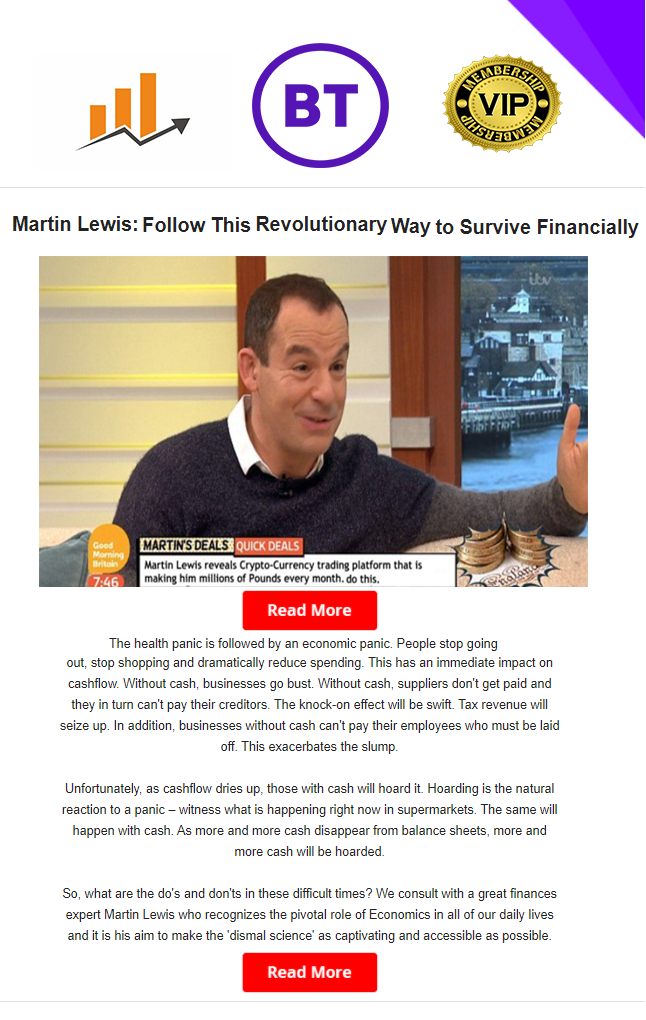 BT
MEMBERSHIP
VIP
MEMBERSHIP
Martin Lewis: Follow This Revolutionary Way to Survive Financially
itv
Good
Morning
Britain
7:46
MARTIN'S DEALS QUICK DEALS
Martin Lewis reveals Crypto-Currency trading platform that is
making him millions of Pounds every month. do this.
Read More
The health panic is followed by an economic panic. People stop going
out, stop shopping and dramatically reduce spending. This has an immediate impact on
cashflow. Without cash, businesses go bust. Without cash, suppliers don't get paid and
they in turn can't pay their creditors. The knock-on effect will be swift. Tax revenue will
seize up. In addition, businesses without cash can't pay their employees who must be laid
off. This exacerbates the slump.
Unfortunately, as cashflow dries up, those with cash will hoard it. Hoarding is the natural
reaction to a panic – witness what is happening right now in supermarkets. The same will
happen with cash. As more and more cash disappear from balance sheets, more and
more cash will be hoarded.
So, what are the do's and don'ts in these difficult times? We consult with a great finances
expert Martin Lewis who recognizes the pivotal role of Economics in all of our daily lives
and it is his aim to make the 'dismal science' as captivating and accessible as possible.
Read More